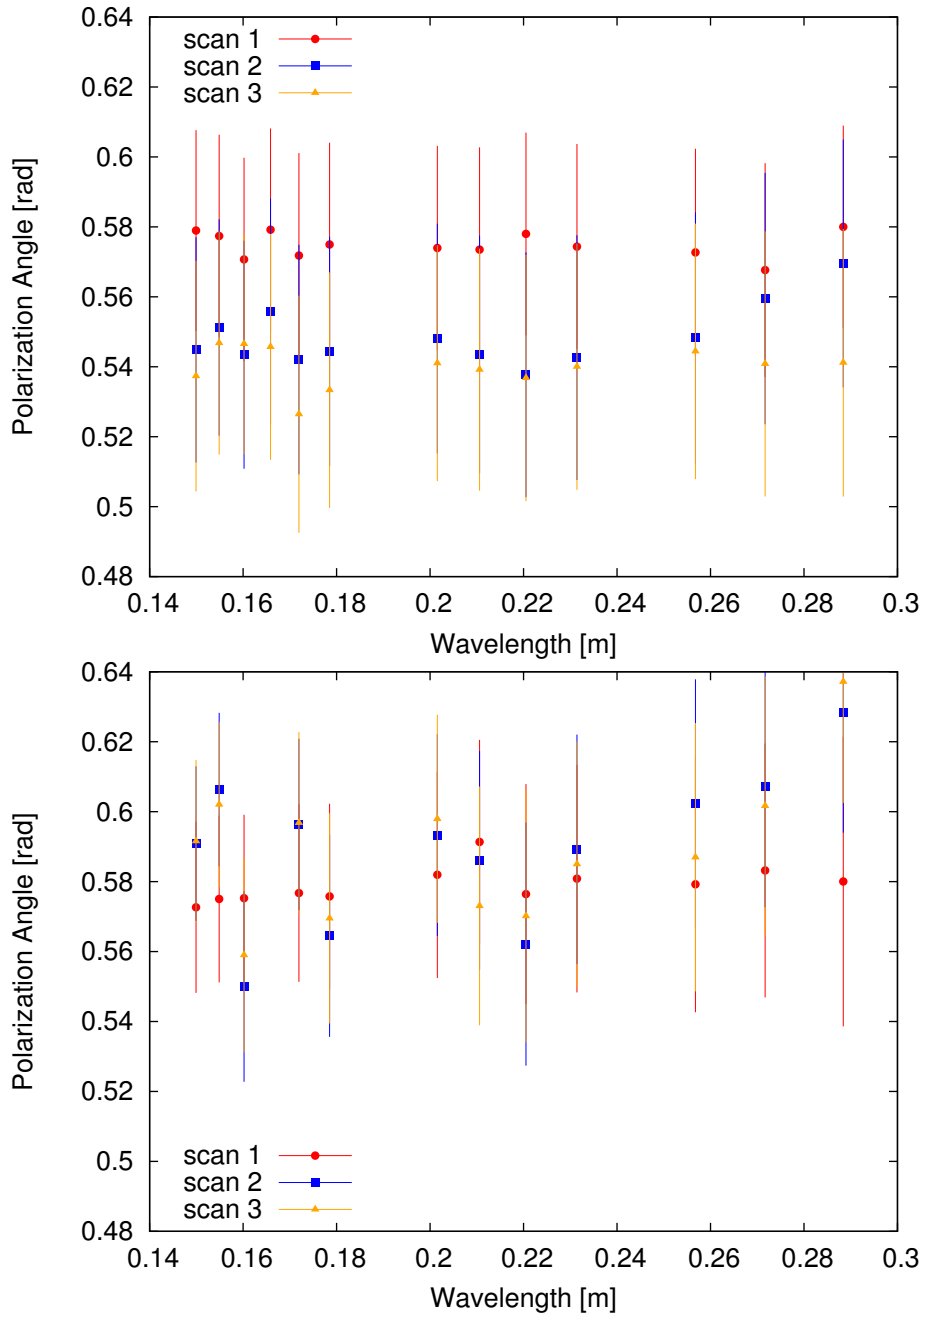 0.64
scan 1
scan 2
scan 3
0.62
0.6
0.58
0.56
0.54
0.52
0.5
0.48
Polarization Angle [rad]
0.14 0.16 0.18 0.2 0.22 0.24 0.26 0.28 0.3
Wavelength [m]
0.64
0.62
0.6
0.58
0.56
0.54
0.52
0.5
0.48
Polarization Angle [rad]
scan 1
scan 2
scan 3
0.14 0.16 0.18 0.2 0.22 0.24 0.26 0.28 0.3
Wavelength [m]